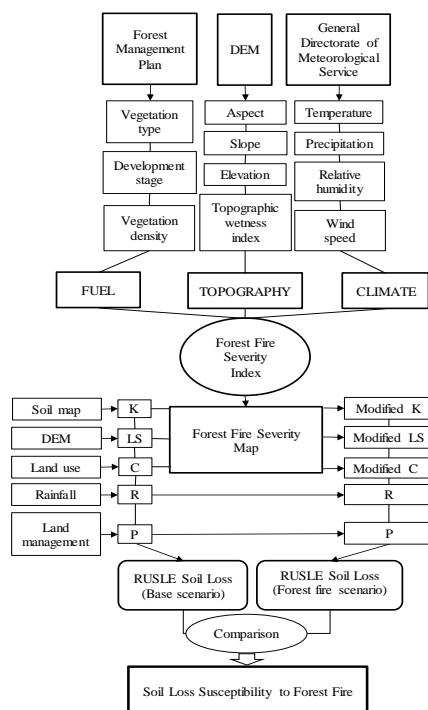 Forest
Management
Plan
DEM
General
Directorate of
Meteorological
Service
Vegetation
type
Aspect
Temperature
Slope
Precipitation
Development
stage
Elevation
Relative
humidity
Vegetation
density
Topographic
wetness
index
Wind
speed
FUEL
TOPOGRAPHY
CLIMATE
Forest Fire
Severity
Index
Soil map
K
Forest Fire Severity
Map
Modified K
DEM
LS
Modified LS
Land use
C
Modified C
Rainfall
R
R
Land
management
P
P
RUSLE Soil Loss
(Base scenario)
RUSLE Soil Loss
(Forest fire scenario)
Comparison
Soil Loss Susceptibility to Forest Fire